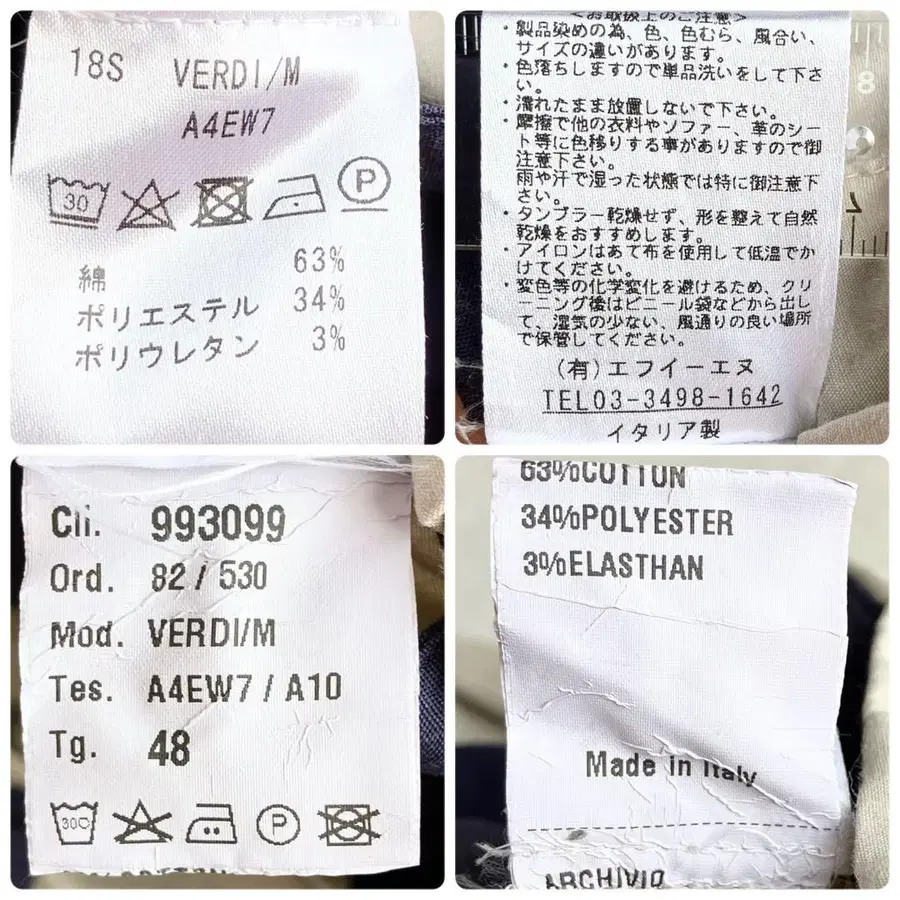 18S VERDI/M
A4EW7
30 P
綿 63%
ポリエステル 34%
ポリウレタン 3%
<お取扱上のご注意>
・製品染めの為、色、色むら、風合い、
サイズの違いがあります。
・色落ちしますので単品洗いをして下さ
い。
・濡れたまま放置しないで下さい。
・摩擦で他の衣料やソファー、革のシー
ト等に色移りする事がありますので御
注意下さい。
雨や汗で湿った状態では特に御注意下
さい。
・タンブラー乾燥せず、形を整えて自然
乾燥をおすすめします。
・アイロンはあて布を使用して低温でか
けてください。
・変色等の化学変化を避けるため、クリ
ーニング後はビニール袋などから出し
て、湿気の少ない、風通りの良い場所
で保管してください。
(有)エフイーエヌ
TEL03-3498-1642
イタリア製
8
7
Cli. 993099
Ord. 82 / 530
Mod. VERDI/M
Tes. A4EW7 / A10
Tg. 48
30C P
63%COTTON
34%POLYESTER
3%ELASTHAN
Made in Italy
ARCHIVIO